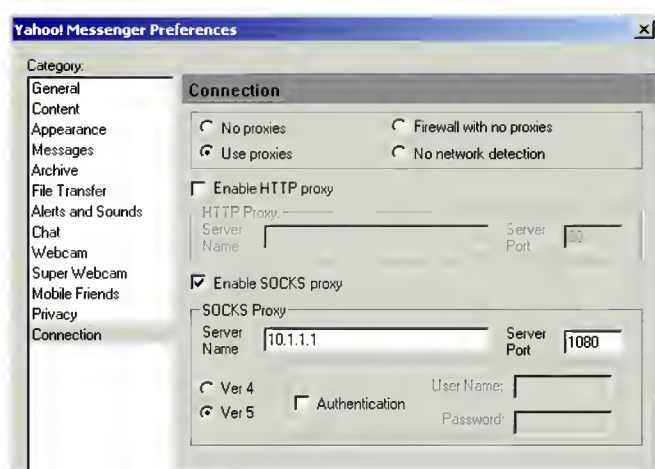 Yahoo! Messenger Preferences
Category:
General
Content
Appearance
Messages
Archive
File Transfer
Alerts and Sounds
Chat
Webcam
Super Webcam
Mobile Friends
Privacy
Connection
Connection
No proxies
Firewall with no proxies
Use proxies
No network detection
Enable HTTP proxy
HTTP Proxy
Server Name
Server Port
Enable SOCKS proxy
SOCKS Proxy
Server Name
10.1.1.1
Server Port
1080
Ver 4
Ver 5
Authentication
User Name:
Password: